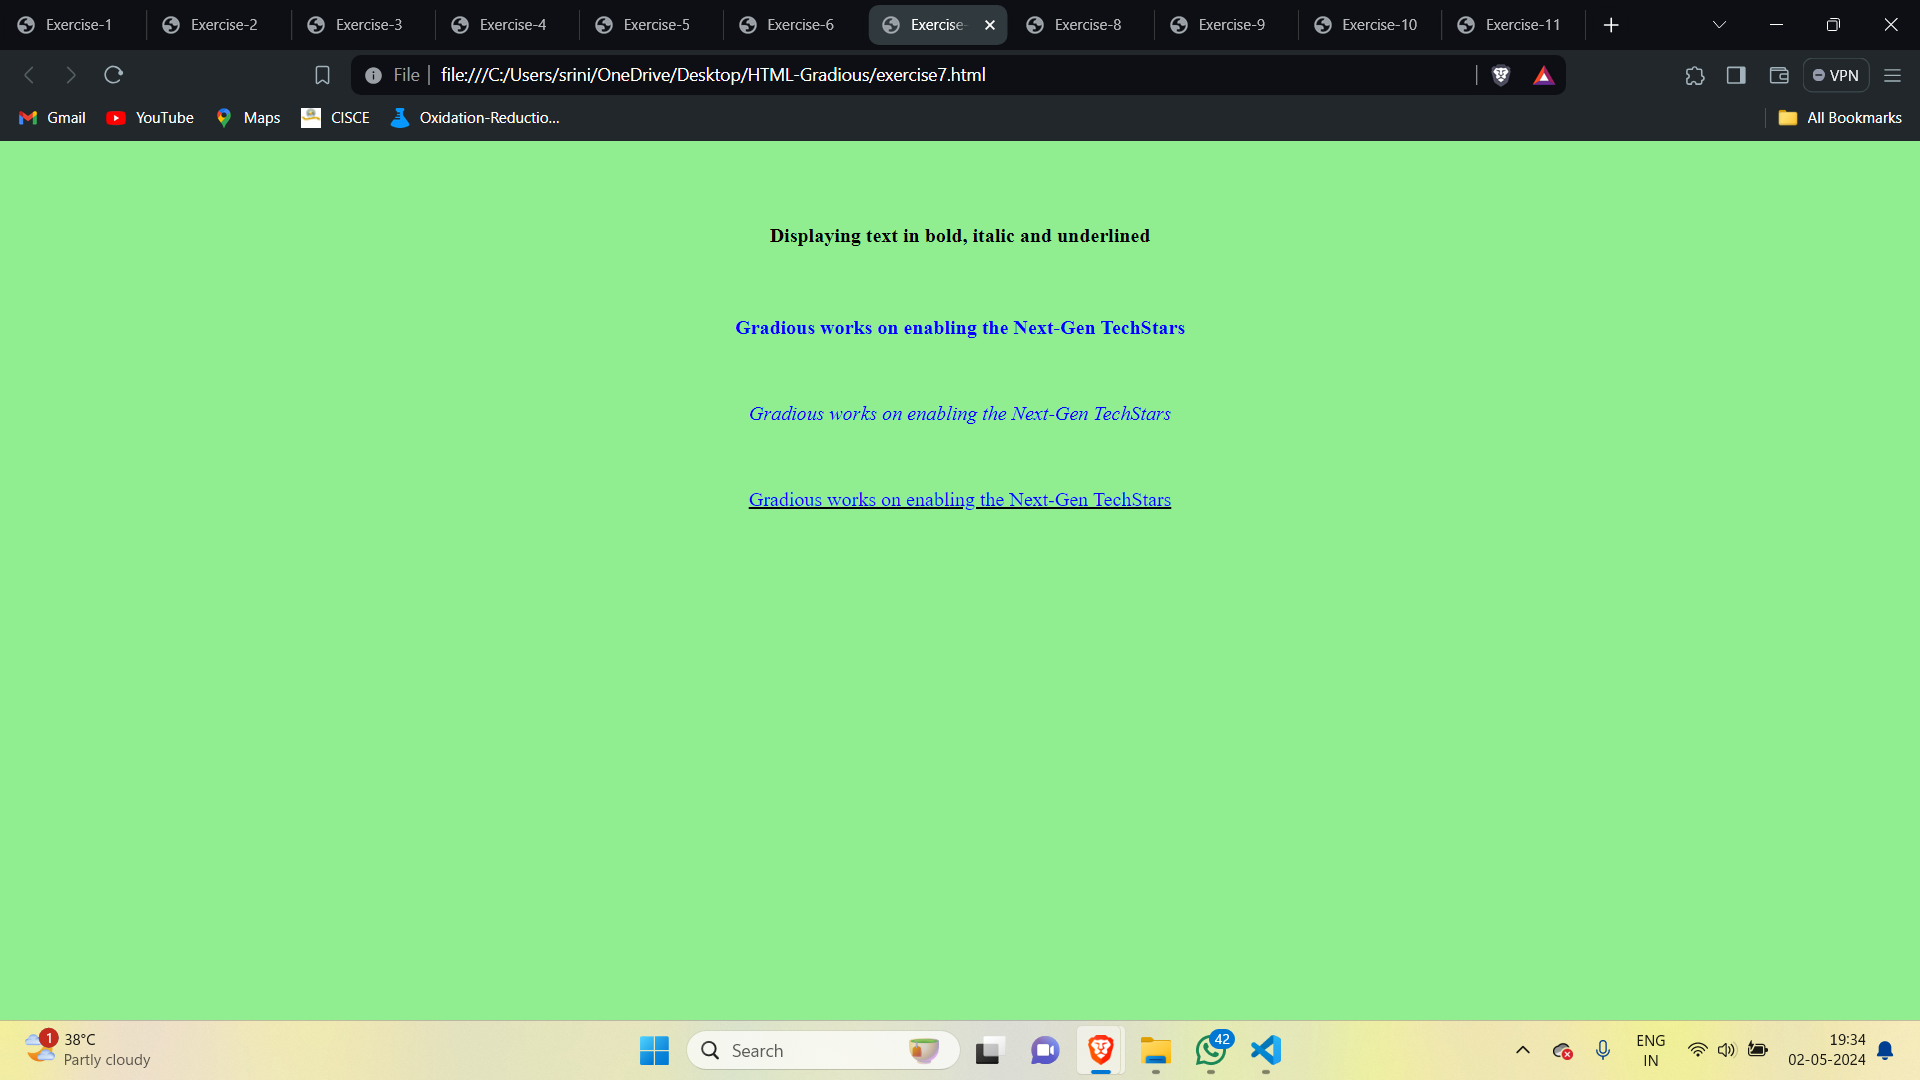 Exercise-1 Exercise-2 Exercise-3 Exercise-4 Exercise-5 Exercise-6 Exercise- Exercise-8 Exercise-9 Exercise-10 Exercise-11
File file:///C:/Users/srini/OneDrive/Desktop/HTML-Gradious/exercise7.html VPN
Gmail YouTube Maps CISCE Oxidation-Reductio... All Bookmarks
Displaying text in bold, italic and underlined
Gradious works on enabling the Next-Gen TechStars
Gradious works on enabling the Next-Gen TechStars
Gradious works on enabling the Next-Gen TechStars
1 38°C
Partly cloudy
Search
42
ENG
IN
19:34
02-05-2024